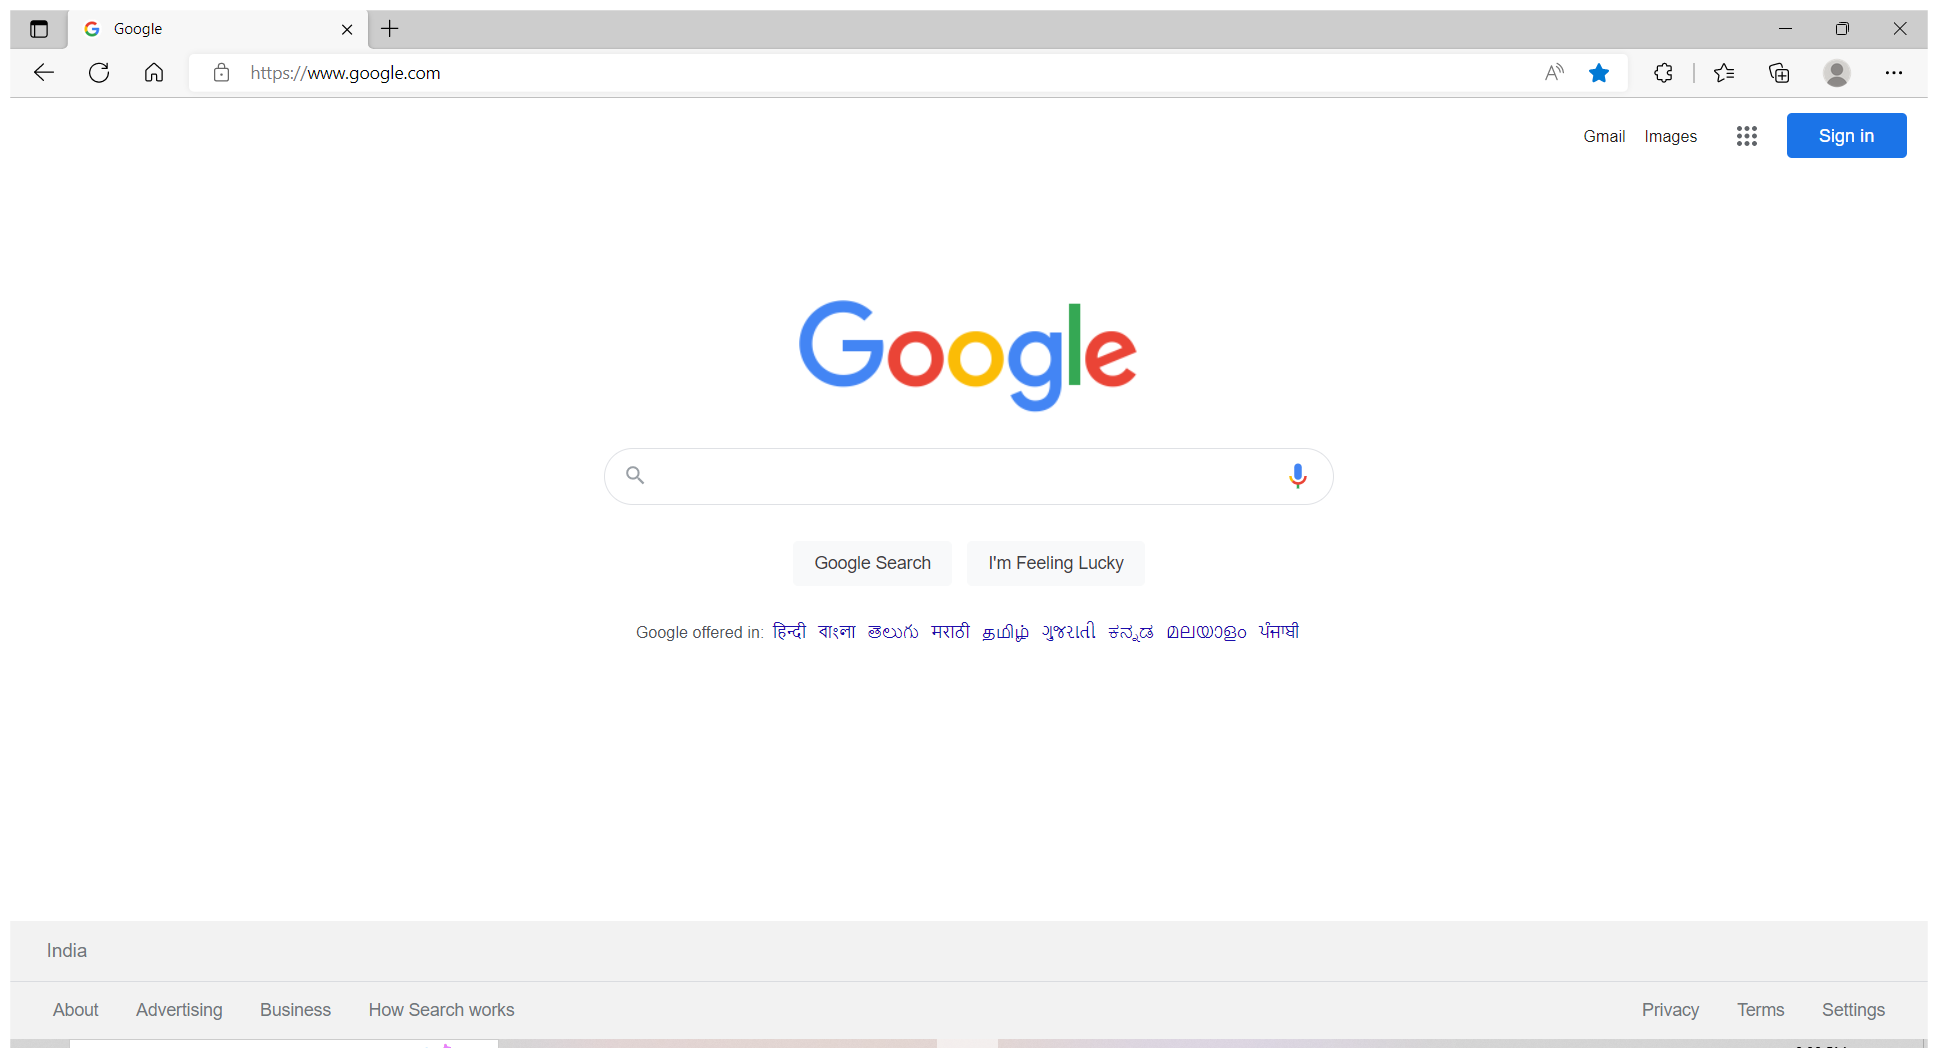 Google
https://www.google.com
Gmail Images Sign in
Google
Google Search I'm Feeling Lucky
Google offered in: हिन्दी বাংলা తెలుగు मराठी தமிழ் ગુજરાતી ಕನ್ನಡ മലയാളം ਪੰਜਾਬੀ
India
About Advertising Business How Search works Privacy Terms Settings